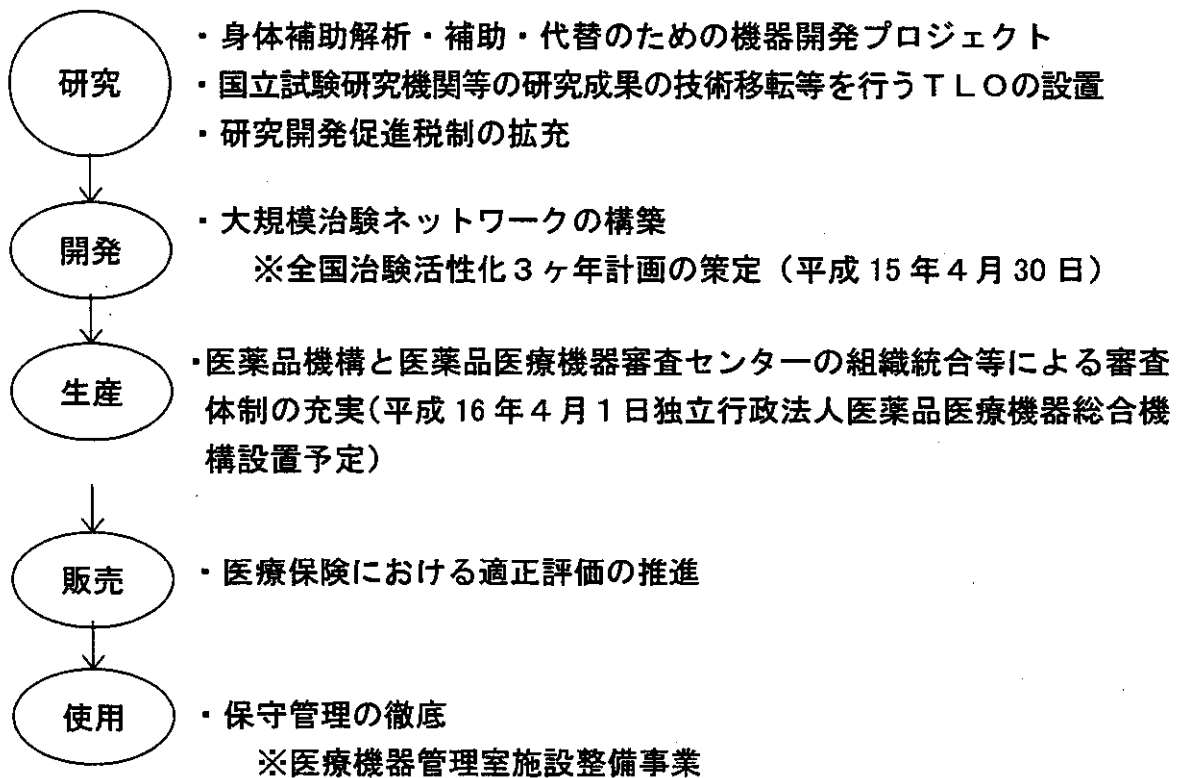 研究
・身体補助解析・補助・代替のための機器開発プロジェクト
・国立試験研究機関等の研究成果の技術移転等を行うTLOの設置
・研究開発促進税制の拡充
開発
・大規模治験ネットワークの構築
※全国治験活性化3ヶ年計画の策定(平成15年4月30日)
生産
・医薬品機構と医薬品医療機器審査センターの組織統合等による審査
体制の充実(平成16年4月1日独立行政法人医薬品医療機器総合機
構設置予定)
販売
・医療保険における適正評価の推進
使用
・保守管理の徹底
※医療機器管理室施設整備事業